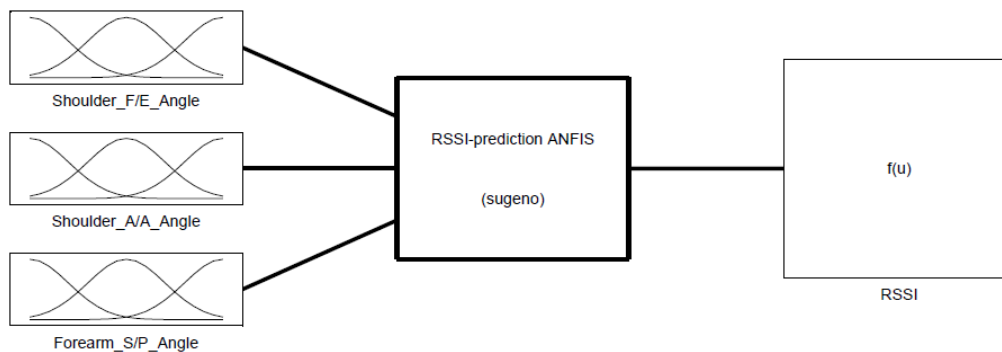 Shoulder_F/E_Angle
Shoulder_A/A_Angle
Forearm_S/P_Angle
RSSI-prediction ANFIS
(sugeno)
f(u)
RSSI